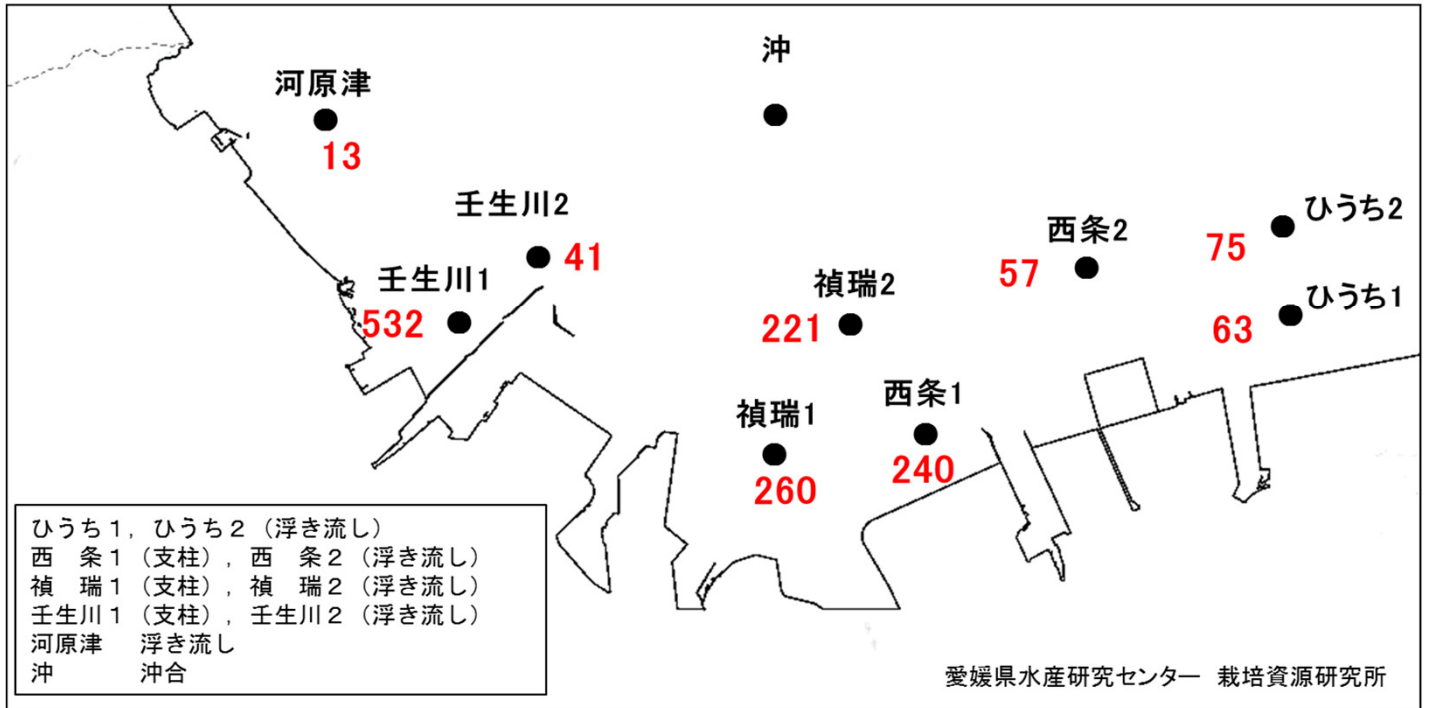 沖
河原津
13
壬生川2
41
ひうち2
75
西条2
57
壬生川1
532
禎瑞2
221
ひうち1
63
西条1
240
禎瑞1
260
ひうち1，ひうち2（浮き流し）
西　条1（支柱），西　条2（浮き流し）
禎　瑞1（支柱），禎　瑞2（浮き流し）
壬生川1（支柱），壬生川2（浮き流し）
河原津　　浮き流し
沖　　　　沖合
愛媛県水産研究センター　栽培資源研究所